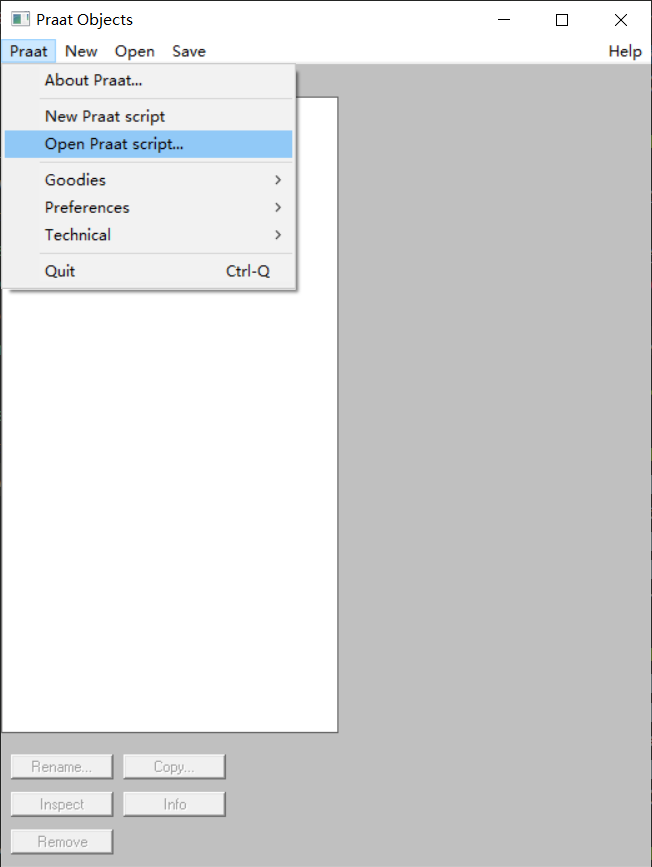 Praat Objects
Praat New Open Save Help
About Praat...
New Praat script
Open Praat script...
Goodies
Preferences
Technical
Quit Ctrl-Q
Rename... Copy...
Inspect Info
Remove